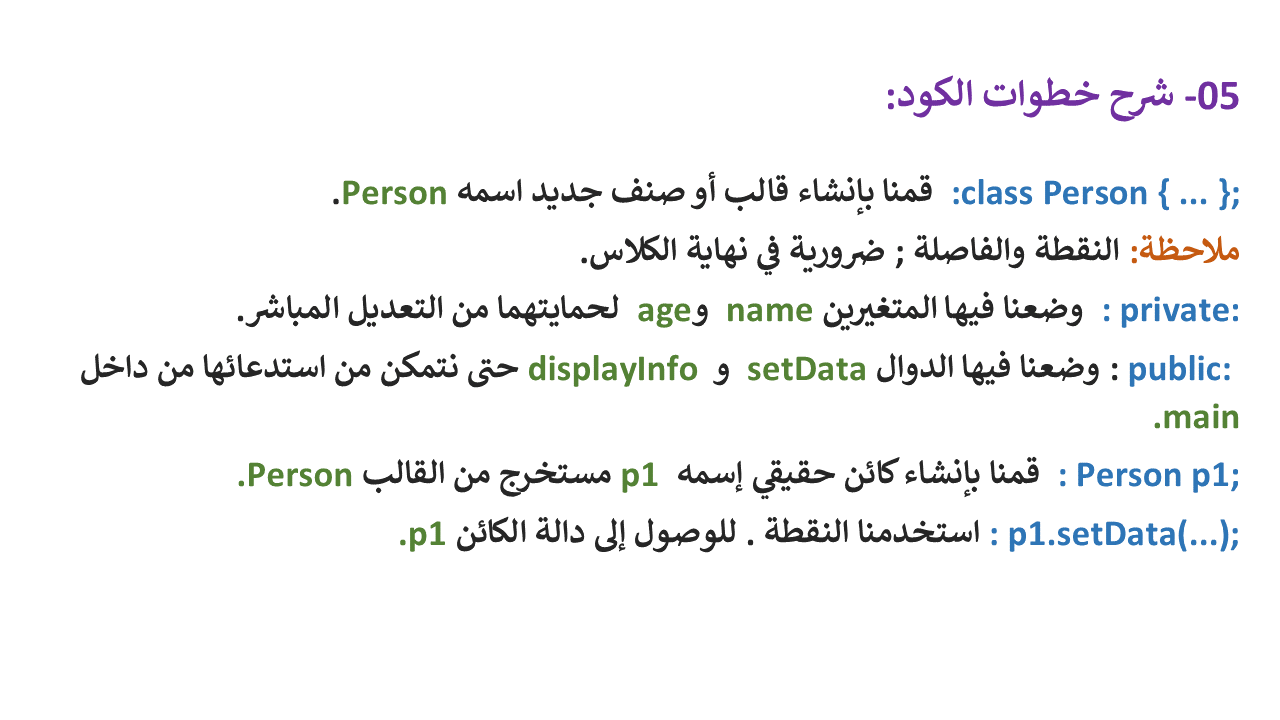 05- شرح خطوات الكود:
class Person { ... };: قمنا بإنشاء قالب أو صنف جديد اسمه Person.
ملاحظة: النقطة والفاصلة ; ضرورية في نهاية الكلاس.
private: : وضعنا فيها المتغيرين name وage لحمايتهما من التعديل المباشر.
public: : وضعنا فيها الدوال setData و displayInfo حتى نتمكن من استدعائها من داخل
main.
Person p1; : قمنا بإنشاء كائن حقيقي إسمه p1 مستخرج من القالب Person.
p1.setData(...); : استخدمنا النقطة . للوصول إلى دالة الكائن p1.